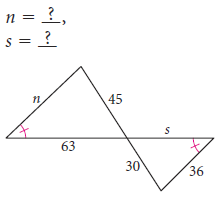 n = ?,
s = ?
n
45
s
63
30
36